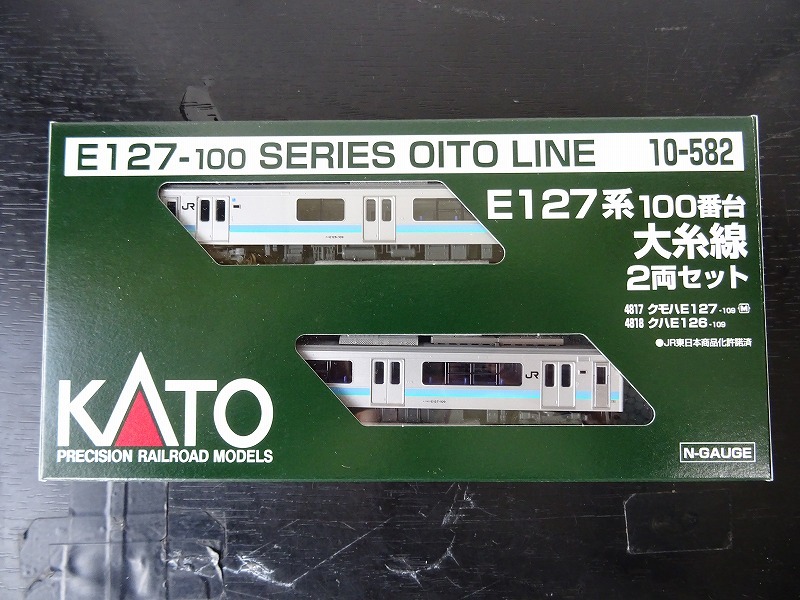 E127-100 SERIES OITO LINE 10-582
E127系100番台
大糸線
2両セット
4817 クモハE127-109 M
4818 クハE126-109
●JR東日本商品化許諾済
JR
JR
KATO
PRECISION RAILROAD MODELS
N-GAUGE